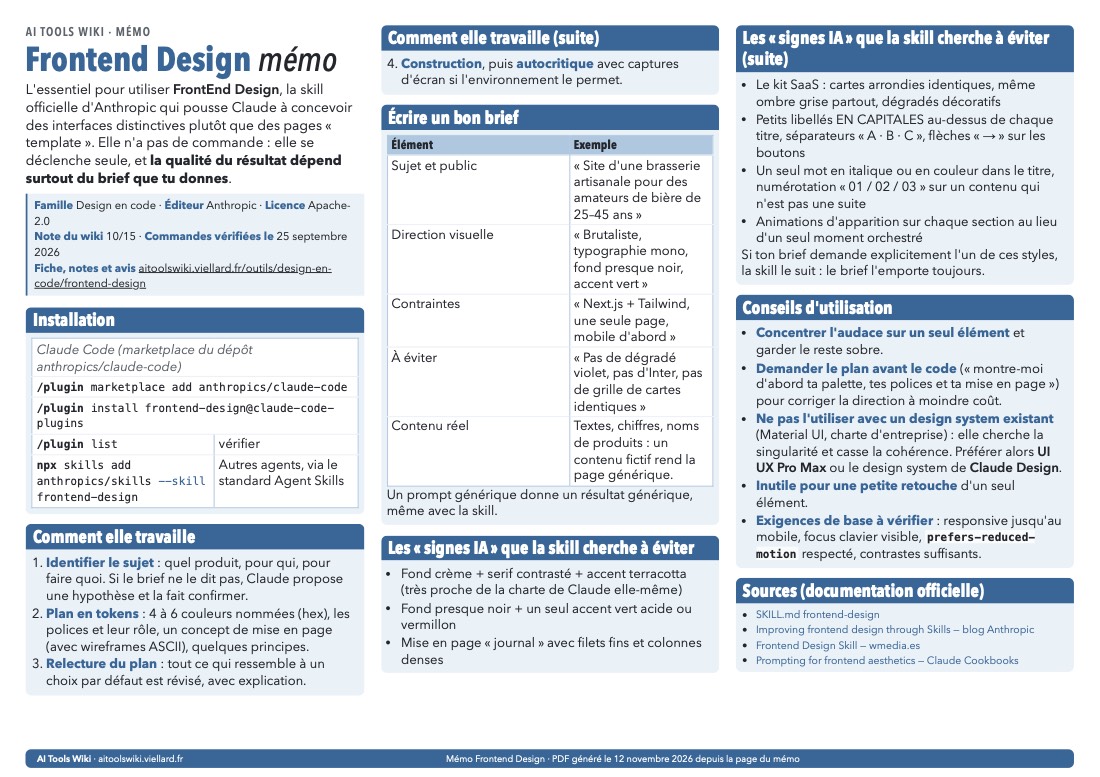 AI TOOLS WIKI · MÉMO
Frontend Design mémo
L'essentiel pour utiliser FrontEnd Design, la skill
officielle d'Anthropic qui pousse Claude à concevoir
des interfaces distinctives plutôt que des pages «
template ». Elle n'a pas de commande : elle se
déclenche seule, et la qualité du résultat dépend
surtout du brief que tu donnes.
Famille Design en code · Éditeur Anthropic · Licence Apache-
2.0
Note du wiki 10/15 · Commandes vérifiées le 25 septembre
2026
Fiche, notes et avis aitoolswiki.viellard.fr/outils/design-en-
code/frontend-design
Installation
Claude Code (marketplace du dépôt
anthropics/claude-code)
/plugin marketplace add anthropics/claude-code
/plugin install frontend-design@claude-code-
plugins
/plugin list vérifier
npx skills add Autres agents, via le
anthropics/skills --skill standard Agent Skills
frontend-design
Comment elle travaille
1. Identifier le sujet : quel produit, pour qui, pour
faire quoi. Si le brief ne le dit pas, Claude propose
une hypothèse et la fait confirmer.
2. Plan en tokens : 4 à 6 couleurs nommées (hex), les
polices et leur rôle, un concept de mise en page
(avec wireframes ASCII), quelques principes.
3. Relecture du plan : tout ce qui ressemble à un
choix par défaut est révisé, avec explication.
Comment elle travaille (suite)
4. Construction, puis autocritique avec captures
d'écran si l'environnement le permet.
Écrire un bon brief
Élément Exemple
Sujet et public « Site d'une brasserie
artisanale pour des
amateurs de bière de
25–45 ans »
Direction visuelle « Brutaliste,
typographie mono,
fond presque noir,
accent vert »
Contraintes « Next.js + Tailwind,
une seule page,
mobile d'abord »
À éviter « Pas de dégradé
violet, pas d'Inter, pas
de grille de cartes
identiques »
Contenu réel Textes, chiffres, noms
de produits : un
contenu fictif rend la
page générique.
Un prompt générique donne un résultat générique,
même avec la skill.
Les « signes IA » que la skill cherche à éviter
• Fond crème + serif contrasté + accent terracotta
(très proche de la charte de Claude elle-même)
• Fond presque noir + un seul accent vert acide ou
vermillon
• Mise en page « journal » avec filets fins et colonnes
denses
Les « signes IA » que la skill cherche à éviter
(suite)
• Le kit SaaS : cartes arrondies identiques, même
ombre grise partout, dégradés décoratifs
• Petits libellés EN CAPITALES au-dessus de chaque
titre, séparateurs « A · B · C », flèches « → » sur les
boutons
• Un seul mot en italique ou en couleur dans le titre,
numérotation « 01 / 02 / 03 » sur un contenu qui
n'est pas une suite
• Animations d'apparition sur chaque section au lieu
d'un seul moment orchestré
Si ton brief demande explicitement l'un de ces styles,
la skill le suit : le brief l'emporte toujours.
Conseils d'utilisation
• Concentrer l'audace sur un seul élément et
garder le reste sobre.
• Demander le plan avant le code (« montre-moi
d'abord ta palette, tes polices et ta mise en page »)
pour corriger la direction à moindre coût.
• Ne pas l'utiliser avec un design system existant
(Material UI, charte d'entreprise) : elle cherche la
singularité et casse la cohérence. Préférer alors UI
UX Pro Max ou le design system de Claude Design.
• Inutile pour une petite retouche d'un seul
élément.
• Exigences de base à vérifier : responsive jusqu'au
mobile, focus clavier visible, prefers-reduced-
motion respecté, contrastes suffisants.
Sources (documentation officielle)
• SKILL.md frontend-design
• Improving frontend design through Skills — blog Anthropic
• Frontend Design Skill — wmedia.es
• Prompting for frontend aesthetics — Claude Cookbooks
AI Tools Wiki · aitoolswiki.viellard.fr
Mémo Frontend Design · PDF généré le 12 novembre 2026 depuis la page du mémo